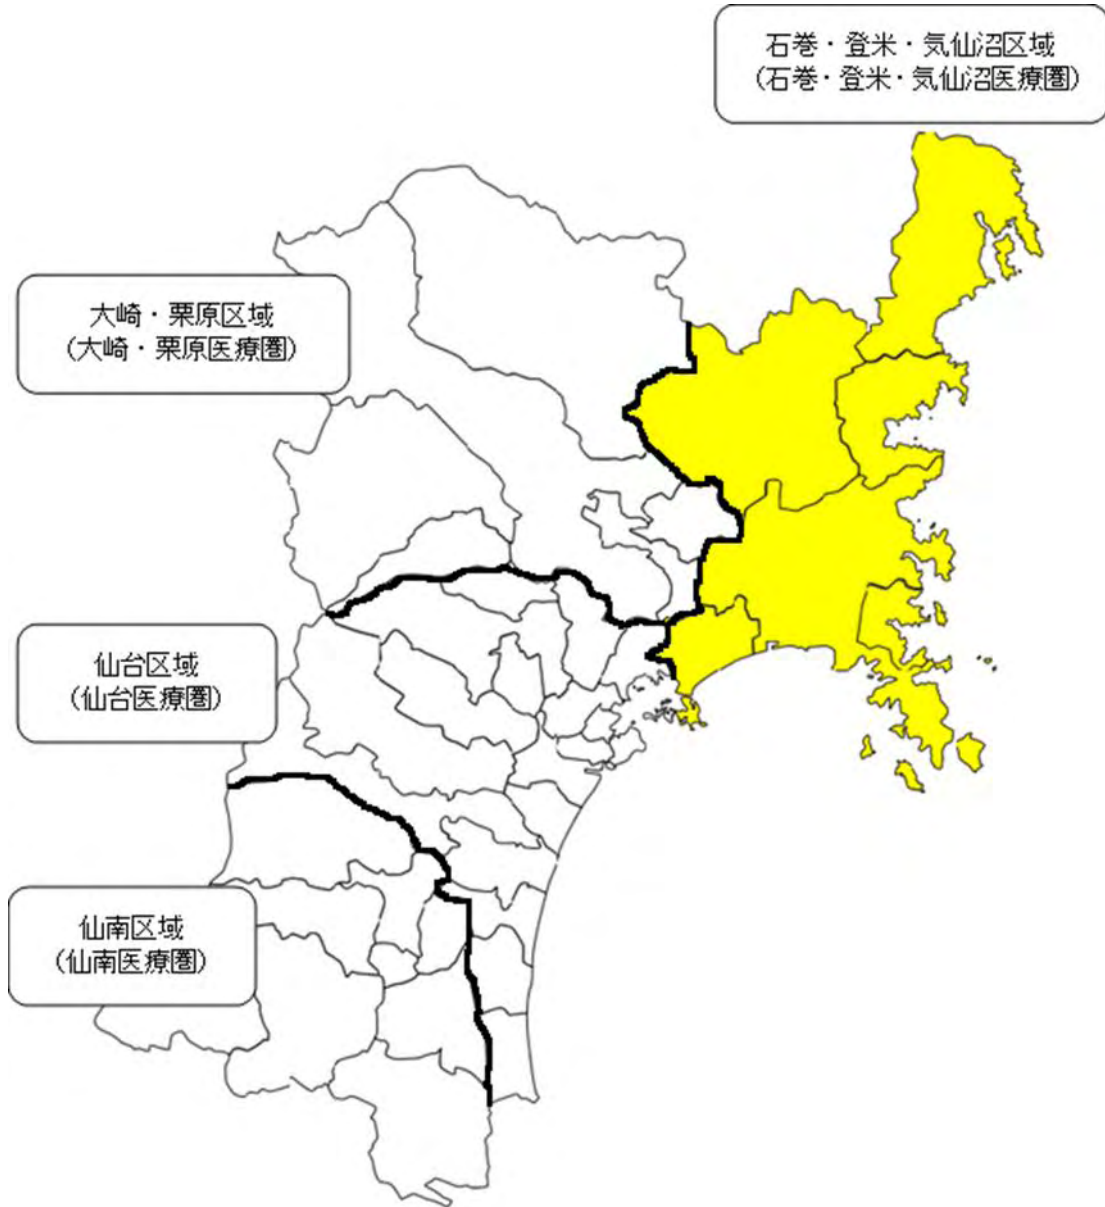 石巻・登米・気仙沼区域
(石巻・登米・気仙沼医療圏)
大崎・栗原区域
(大崎・栗原医療圏)
仙台区域
(仙台医療圏)
仙南区域
(仙南医療圏)